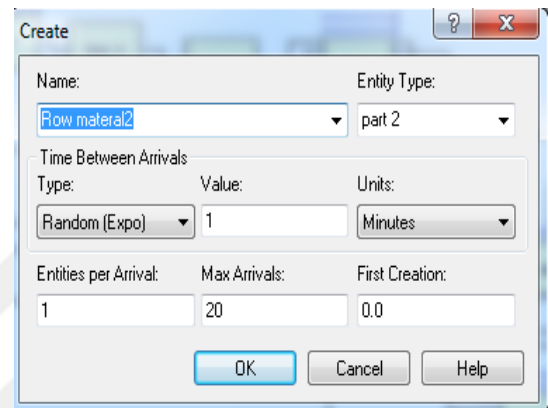 Create
? X
Name: Entity Type:
Row materal2 part 2
Time Between Arrivals
Type: Value: Units:
Random (Expo) 1 Minutes
Entities per Arrival: Max Arrivals: First Creation:
1 20 0.0
OK Cancel Help